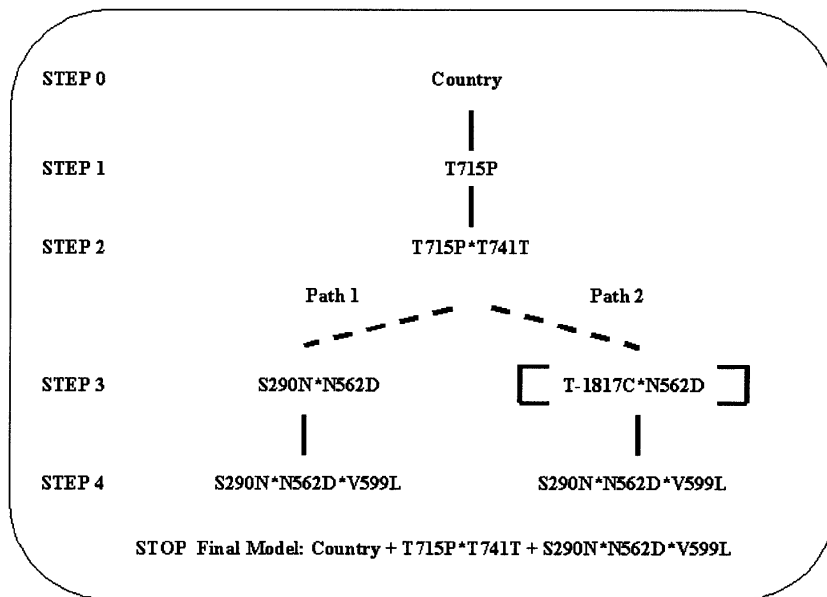 STEP 0 Country
STEP 1 T715P
STEP 2 T715P*T741T
Path 1 Path 2
STEP 3 S290N*N562D T-1817C*N562D
STEP 4 S290N*N562D*V599L S290N*N562D*V599L
STOP Final Model: Country + T715P*T741T + S290N*N562D*V599L